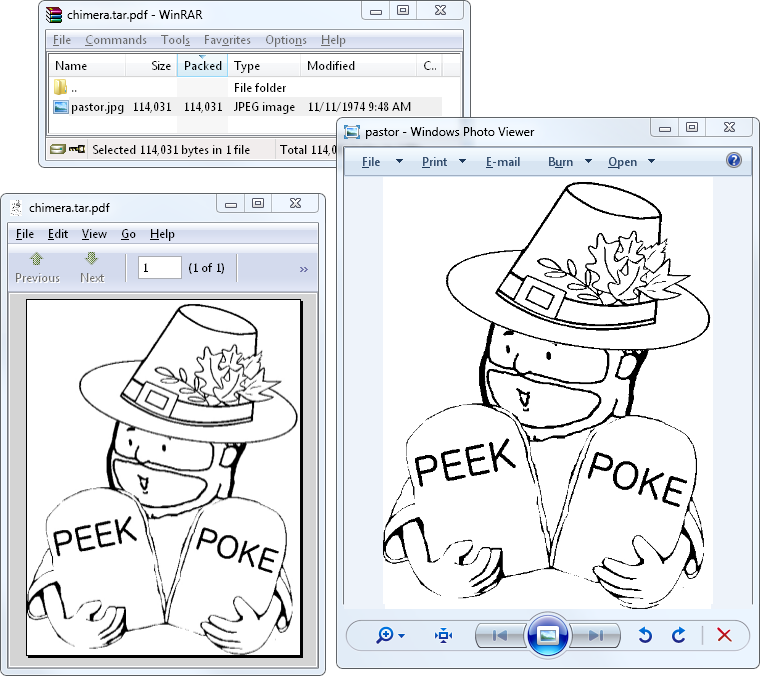 chimera.tar.pdf - WinRAR
File Commands Tools Favorites Options Help
Name Size Packed Type Modified C..
.. File folder
pastor.jpg 114,031 114,031 JPEG image 11/11/1974 9:48 AM
Selected 114,031 bytes in 1 file Total 114,0
pastor - Windows Photo Viewer
File Print E-mail Burn Open
PEEK POKE
chimera.tar.pdf
File Edit View Go Help
Previous Next 1 (1 of 1) »
PEEK POKE